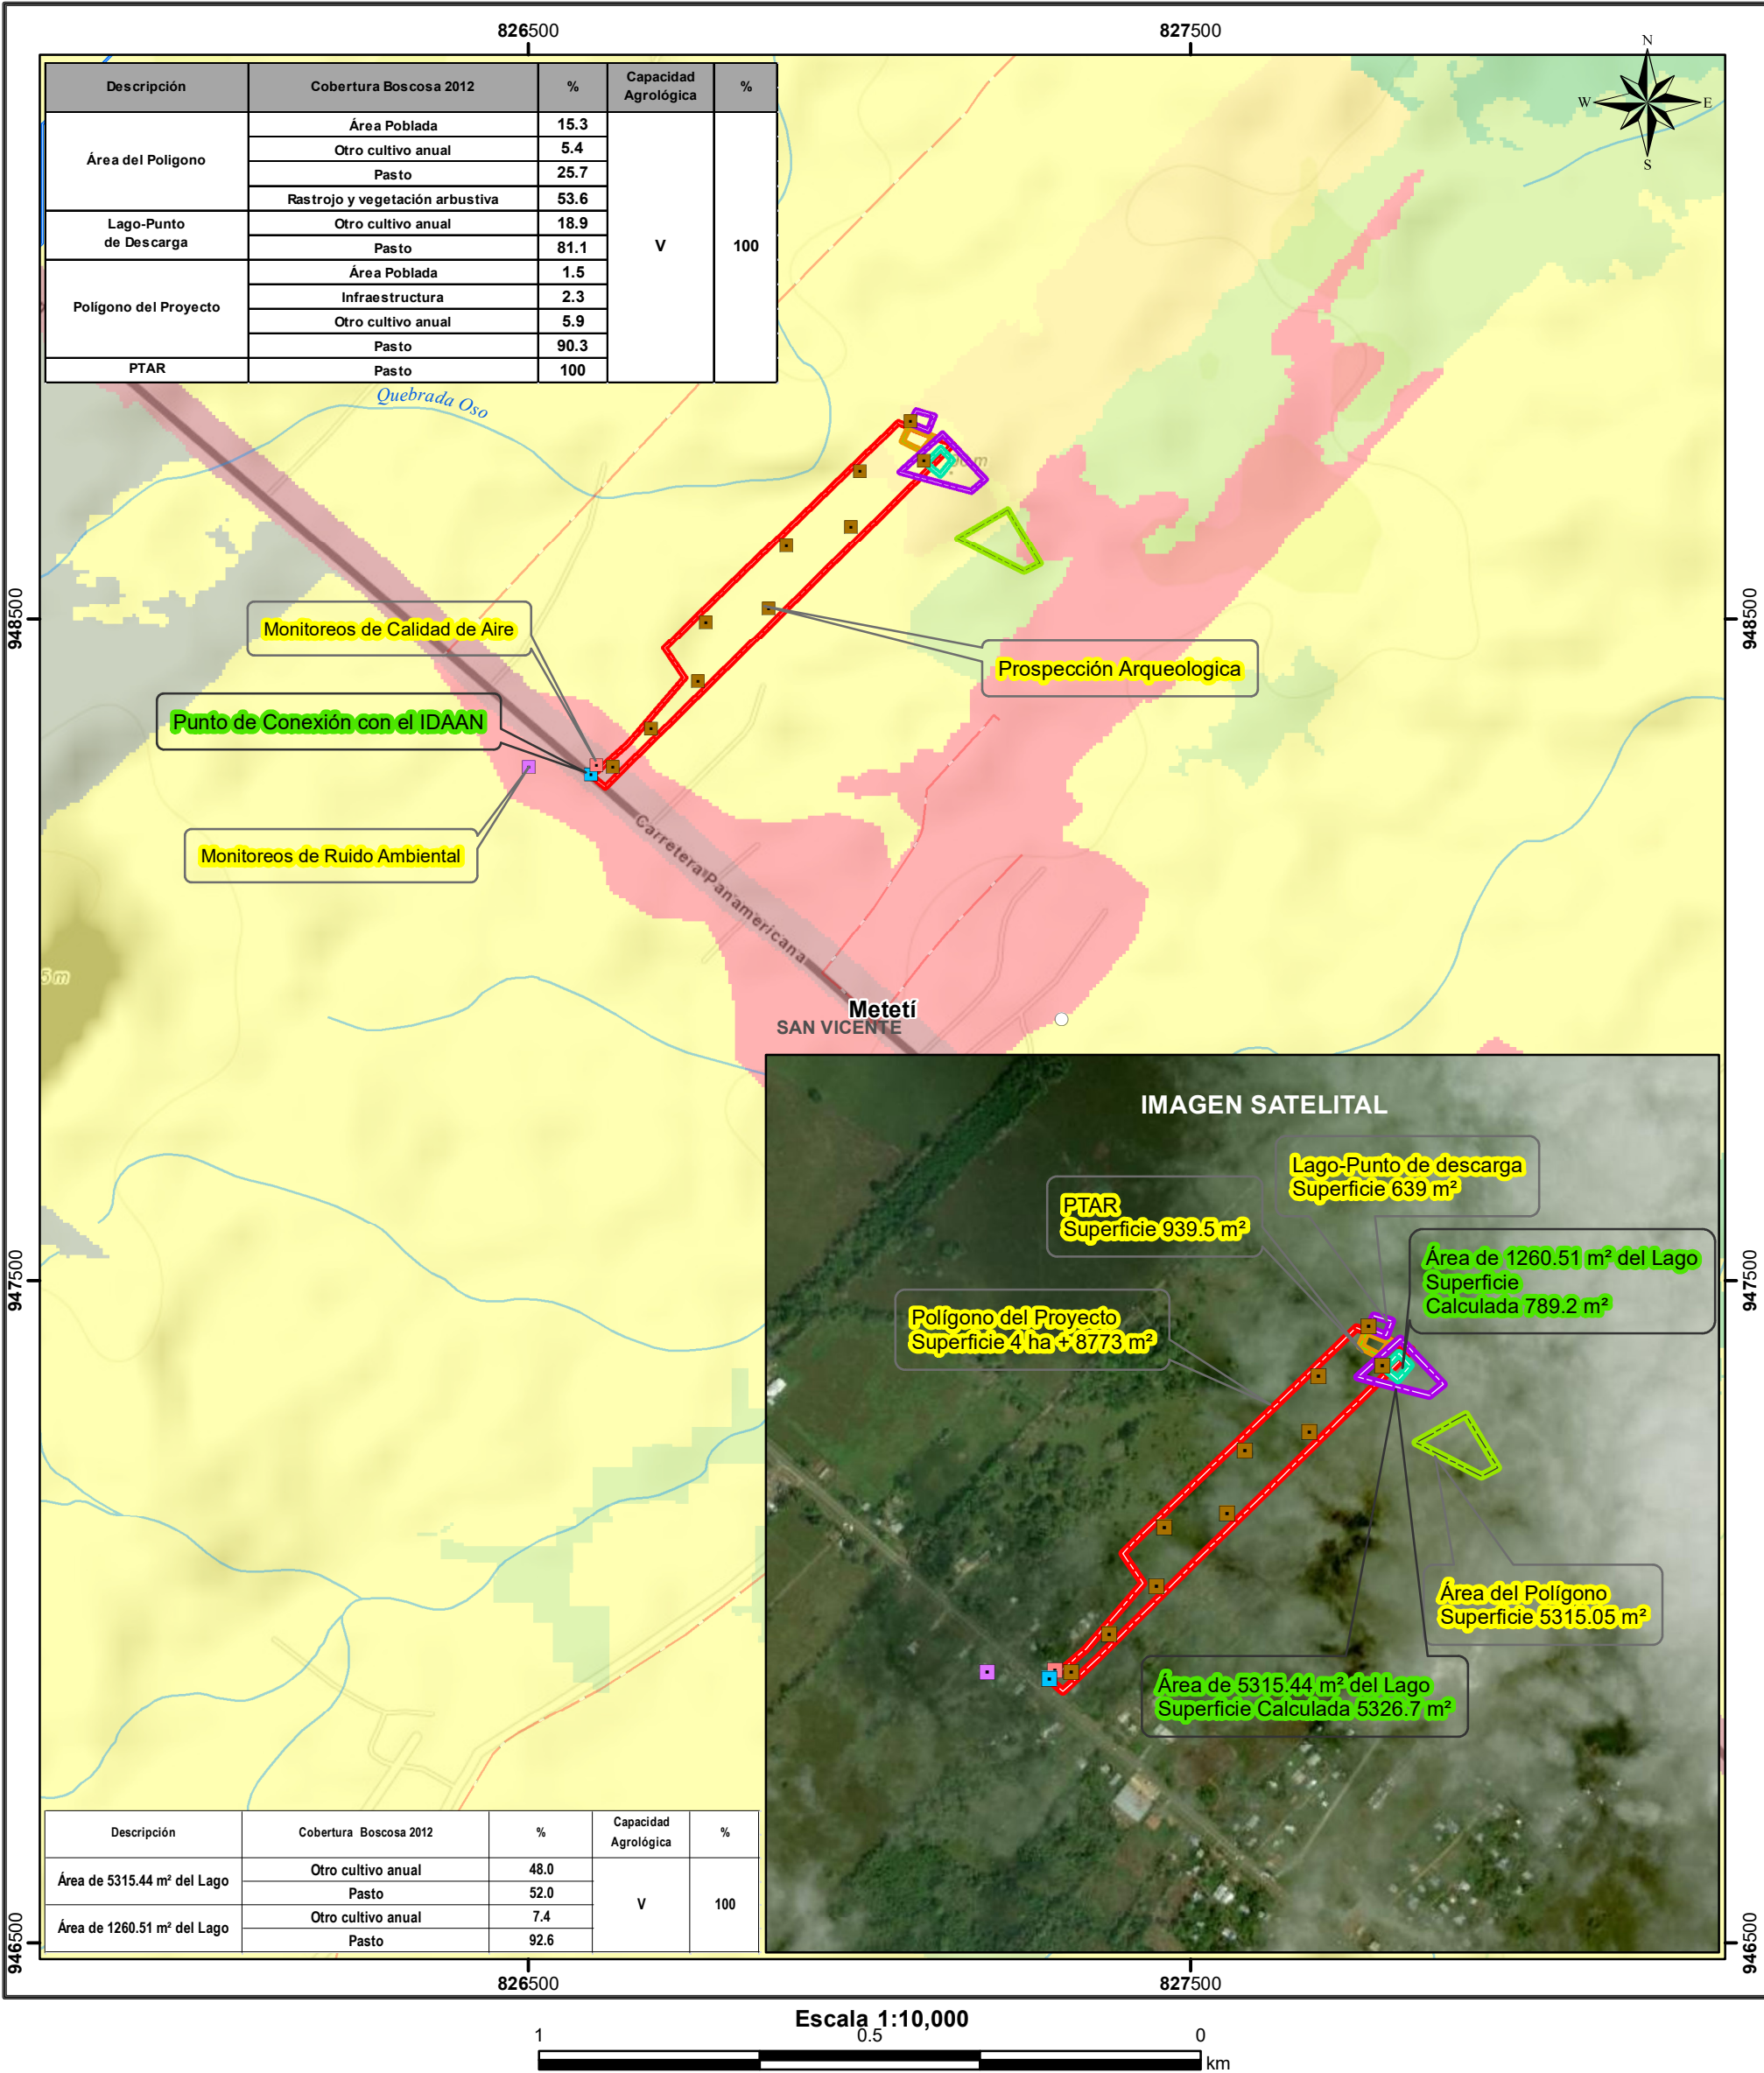 826500
827500
N
W
E
S
Descripción
Cobertura Boscosa 2012
%
Capacidad
Agrológica
%
Área del Poligono
Área Poblada
15.3
Otro cultivo anual
5.4
Pasto
25.7
Rastrojo y vegetación arbustiva
53.6
Lago-Punto
de Descarga
Otro cultivo anual
18.9
Pasto
81.1
V
100
Polígono del Proyecto
Área Poblada
1.5
Infraestructura
2.3
Otro cultivo anual
5.9
Pasto
90.3
PTAR
Pasto
100
Quebrada Oso
948500
948500
Monitoreos de Calidad de Aire
Prospección Arqueologica
Punto de Conexión con el IDAAN
Monitoreos de Ruido Ambiental
Carretera Panamericana
5 m
Metetí
SAN VICENTE
IMAGEN SATELITAL
Lago-Punto de descarga
Superficie 639 m²
PTAR
Superficie 939.5 m²
Área de 1260.51 m² del Lago
Superficie
Calculada 789.2 m²
947500
947500
Polígono del Proyecto
Superficie 4 ha + 8773 m²
Área del Polígono
Superficie 5315.05 m²
Área de 5315.44 m² del Lago
Superficie Calculada 5326.7 m²
Descripción
Cobertura Boscosa 2012
%
Capacidad
Agrológica
%
Área de 5315.44 m² del Lago
Otro cultivo anual
48.0
Pasto
52.0
V
100
Área de 1260.51 m² del Lago
Otro cultivo anual
7.4
Pasto
92.6
946500
946500
826500
827500
Escala 1:10,000
1
0.5
0
km